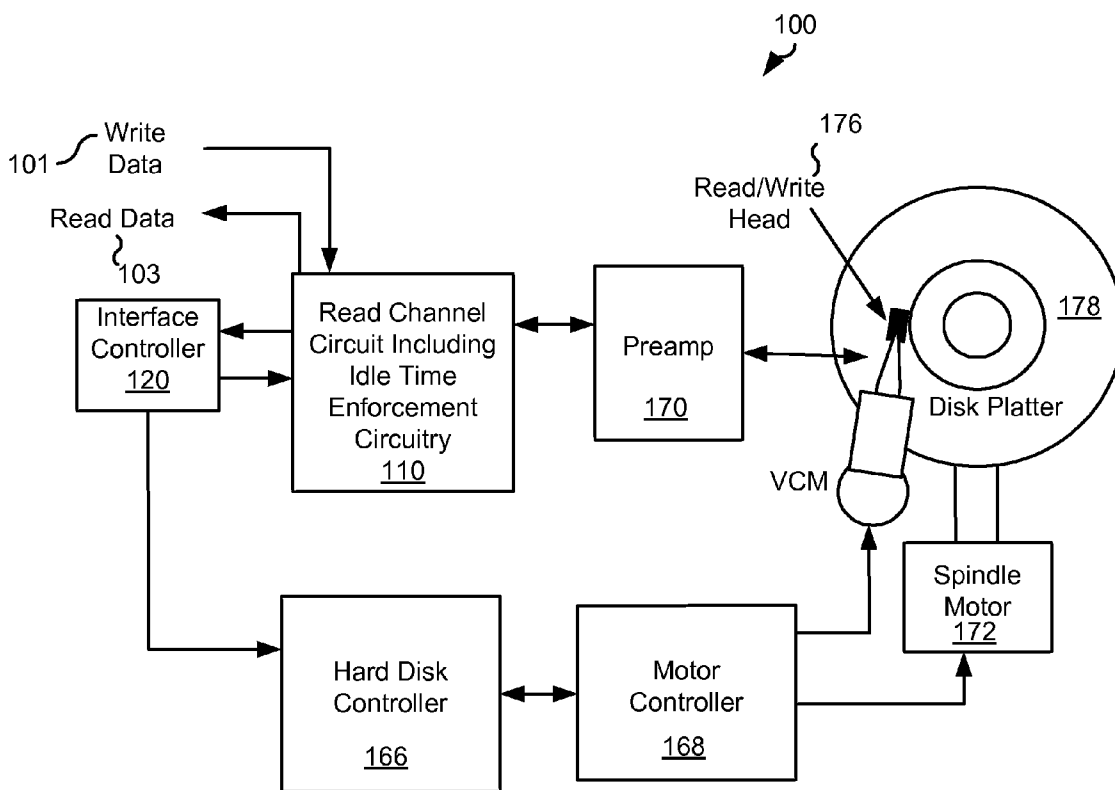 100
101
Write
Data
Read Data
103
176
Read/Write
Head
Interface
Controller
120
Read Channel
Circuit Including
Idle Time
Enforcement
Circuitry
110
Preamp
170
178
Disk Platter
VCM
Spindle
Motor
172
Hard Disk
Controller
166
Motor
Controller
168